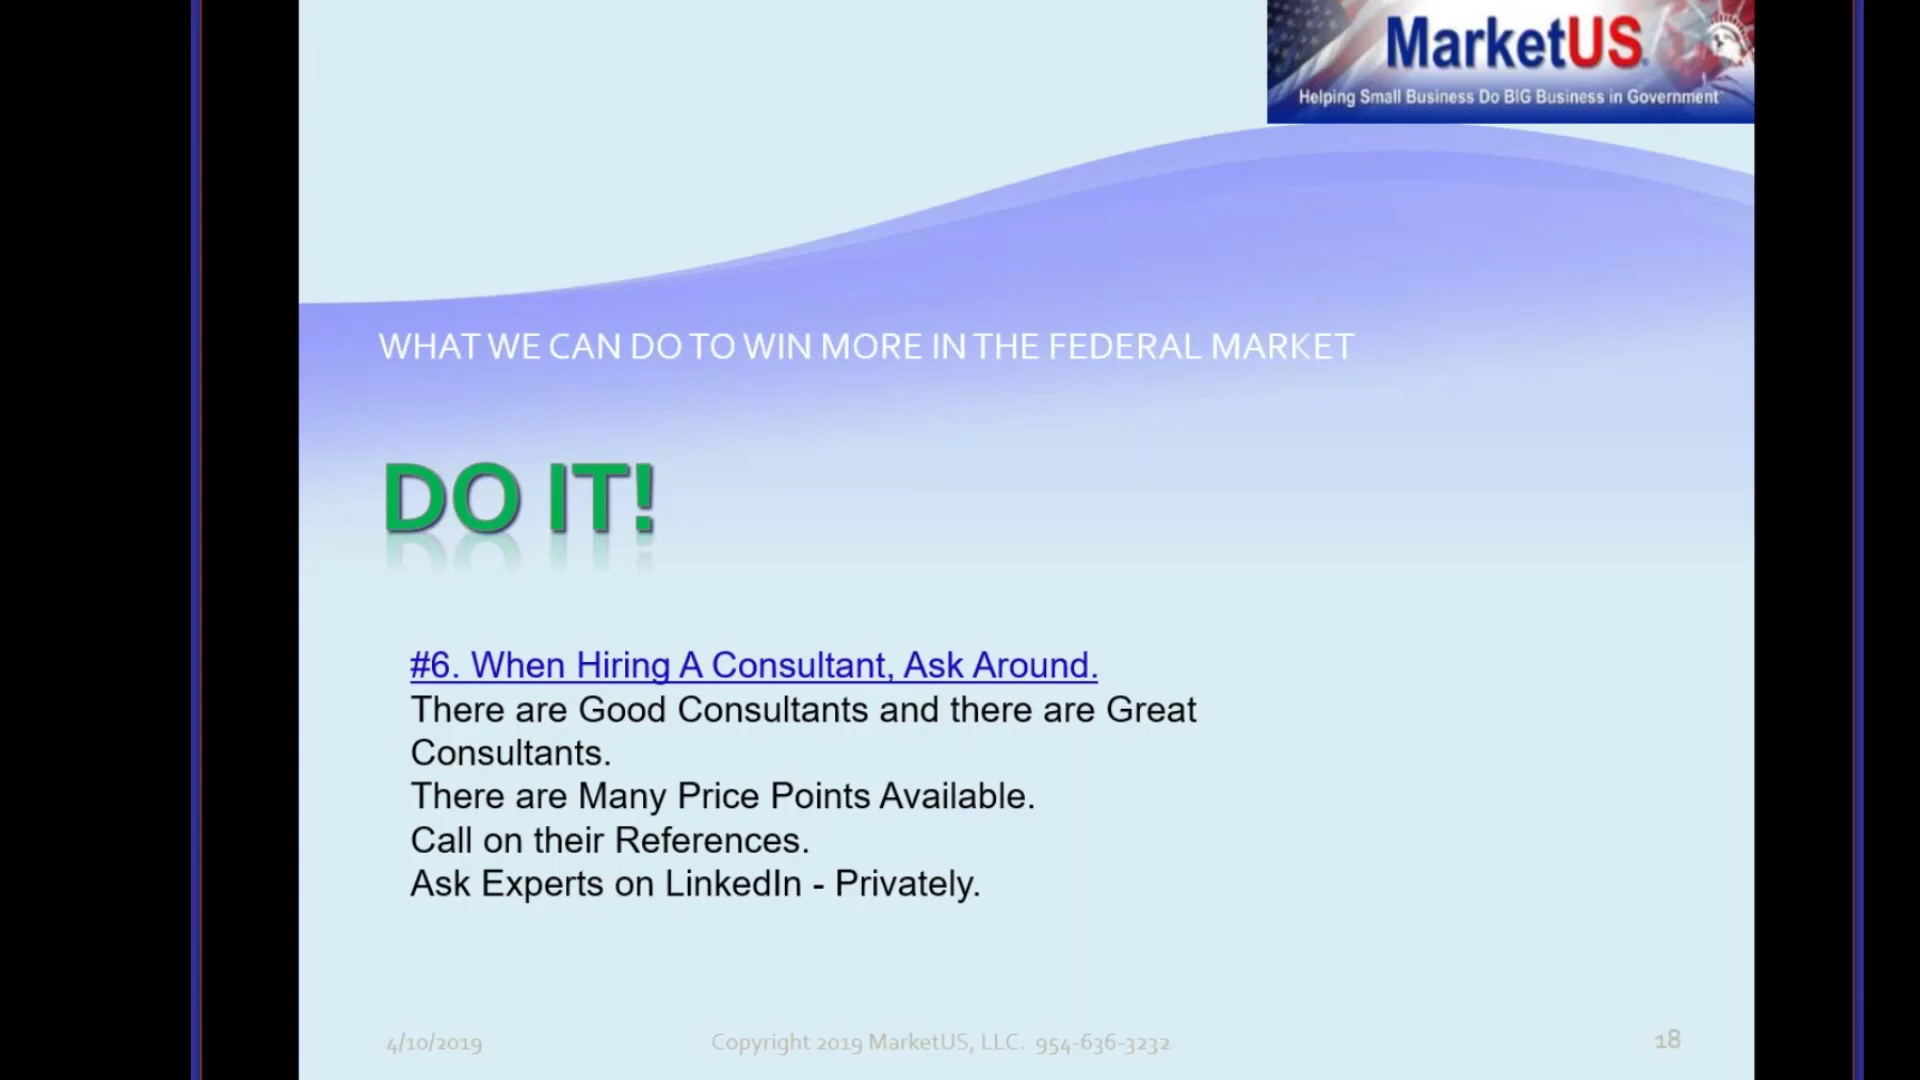 MarketUS
Helping Small Business Do BIG Business in Government
WHAT WE CAN DO TO WIN MORE IN THE FEDERAL MARKET
DO IT!
#6. When Hiring A Consultant, Ask Around.
There are Good Consultants and there are Great
Consultants.
There are Many Price Points Available.
Call on their References.
Ask Experts on LinkedIn - Privately.
4/10/2019
Copyright 2019 MarketUS, LLC. 954-636-3232
18